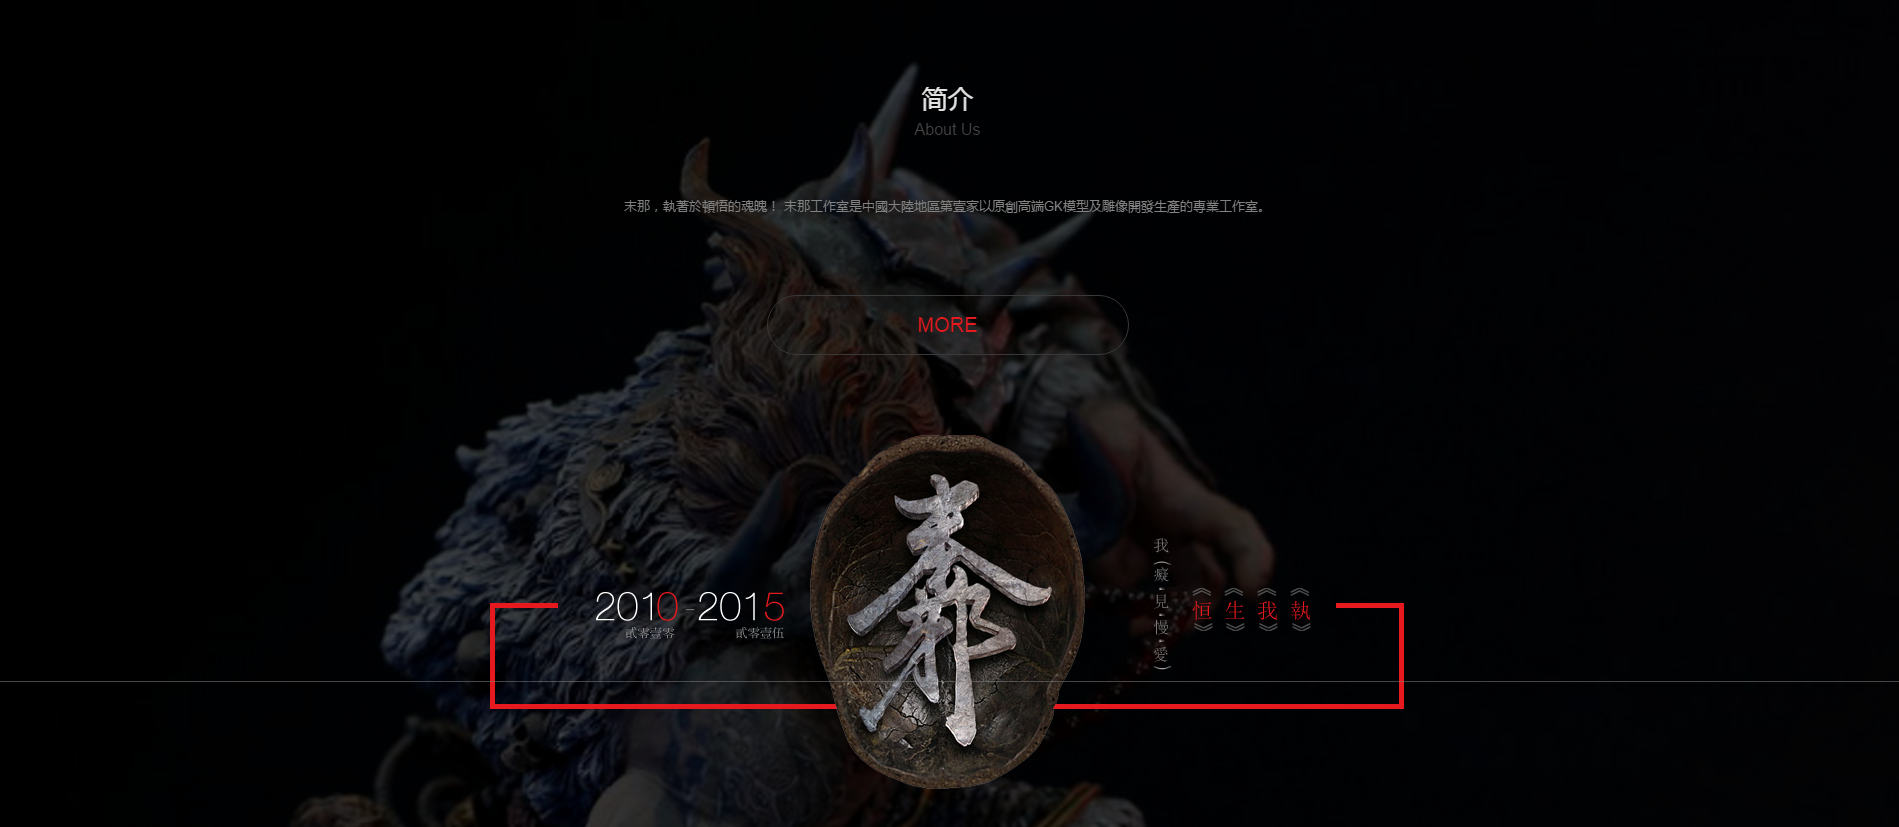 简介
About Us
末那，執著於頓悟的魂魄！ 末那工作室是中國大陸地區第壹家以原創高端GK模型及雕像開發生產的專業工作室。
MORE
末那
2010-2015
貳零壹零 貳零壹伍
我(癡·見·慢·愛)
恒生我執